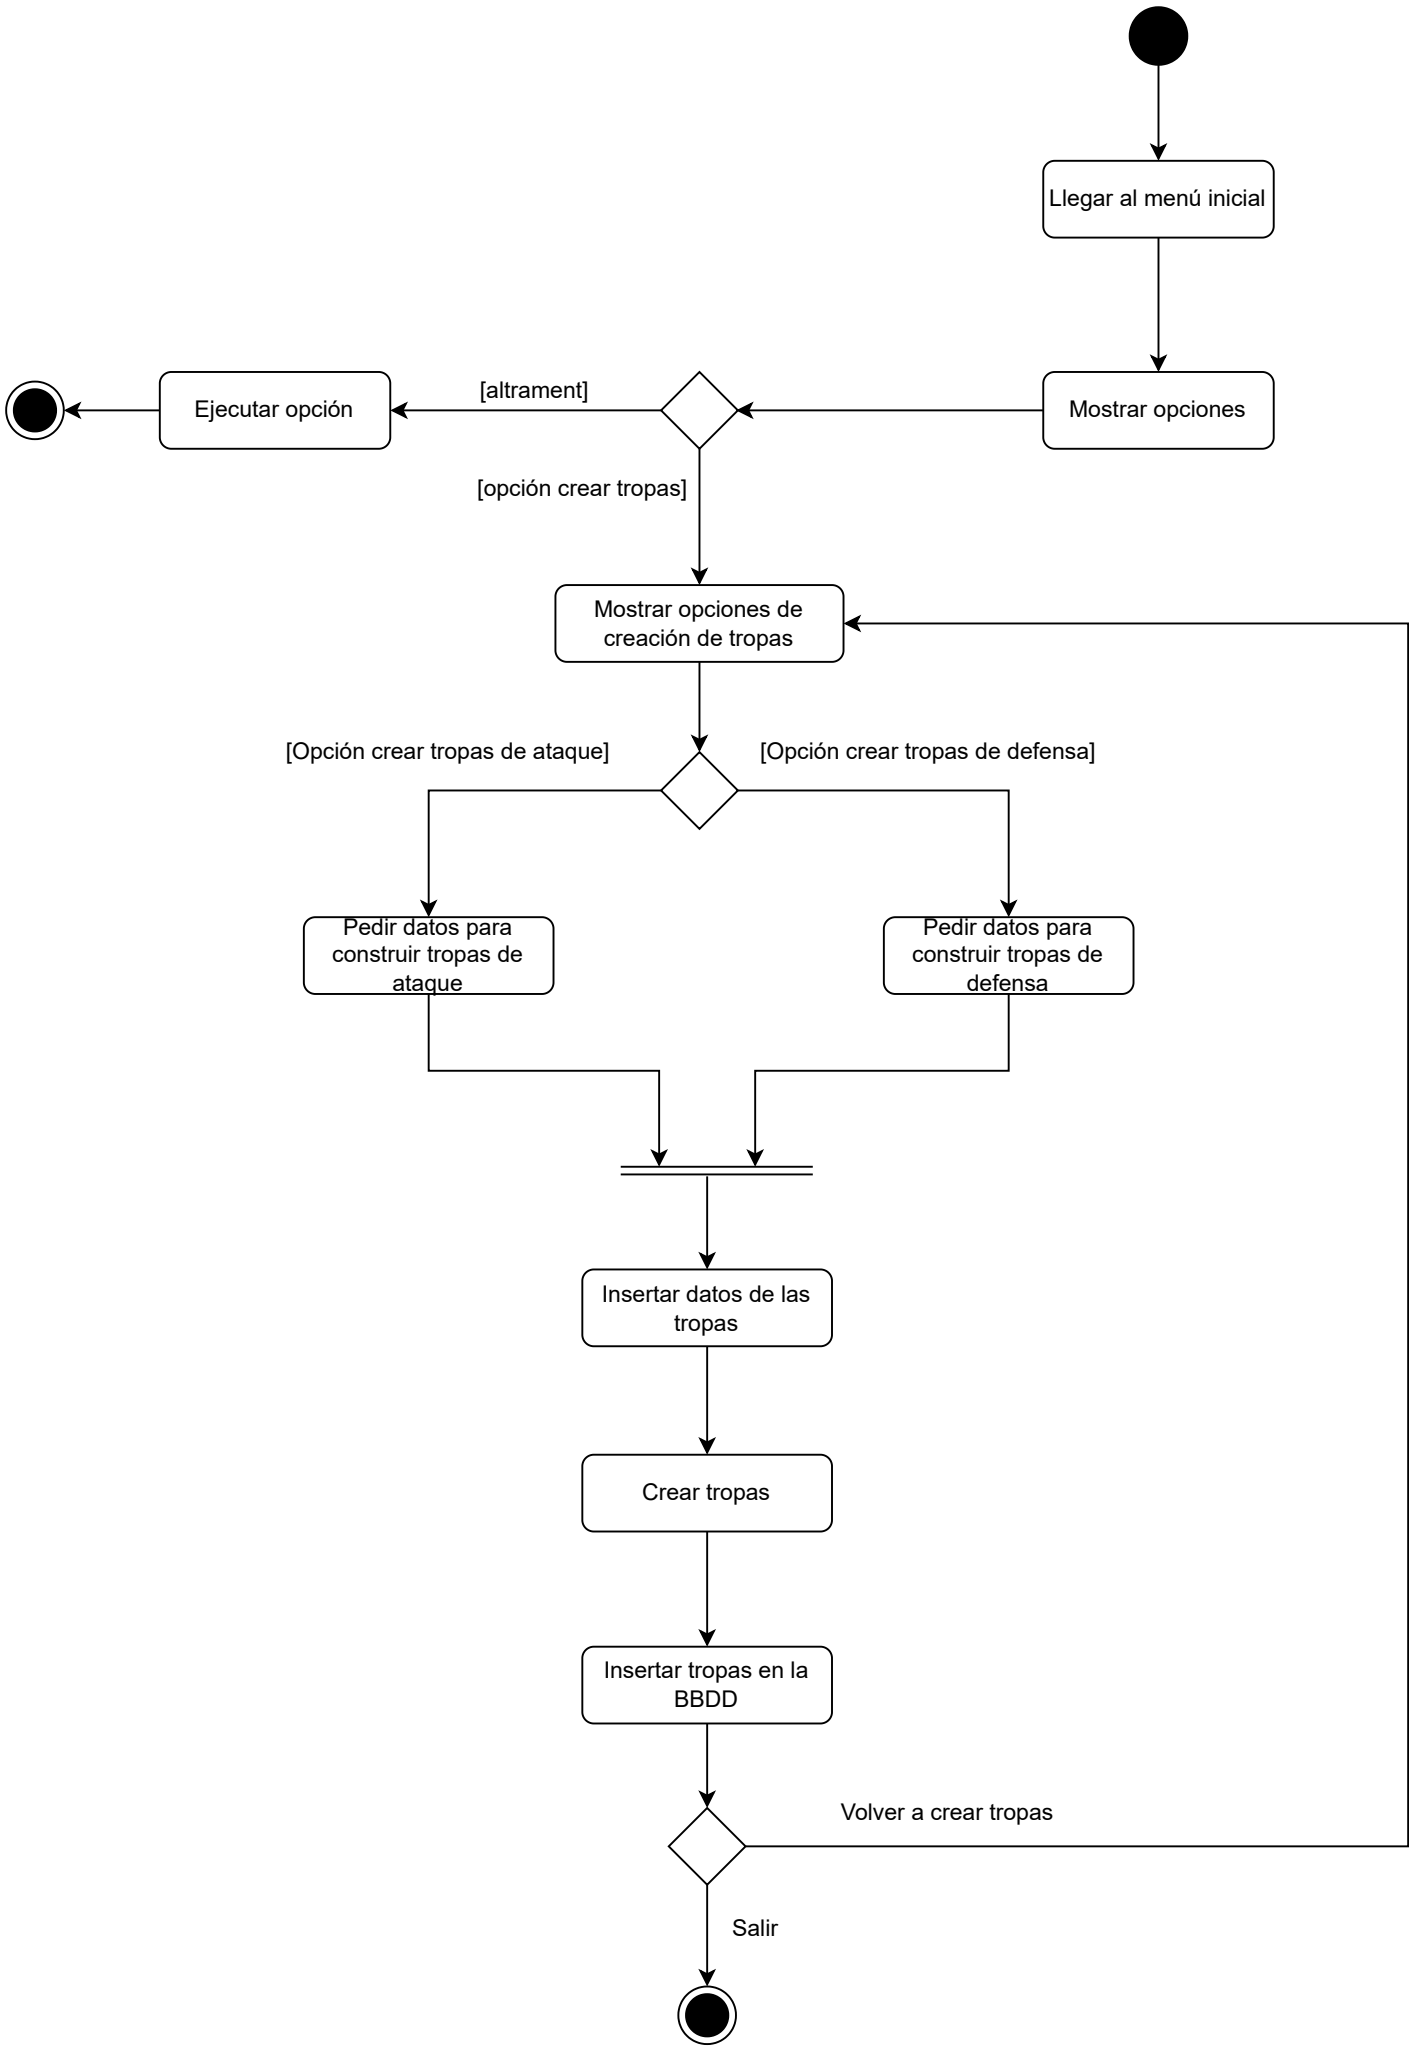 Llegar al menú inicial
[altrament]
Ejecutar opción
Mostrar opciones
[opción crear tropas]
Mostrar opciones de
creación de tropas
[Opción crear tropas de ataque]
[Opción crear tropas de defensa]
Pedir datos para
construir tropas de
ataque
Pedir datos para
construir tropas de
defensa
Insertar datos de las
tropas
Crear tropas
Insertar tropas en la
BBDD
Volver a crear tropas
Salir